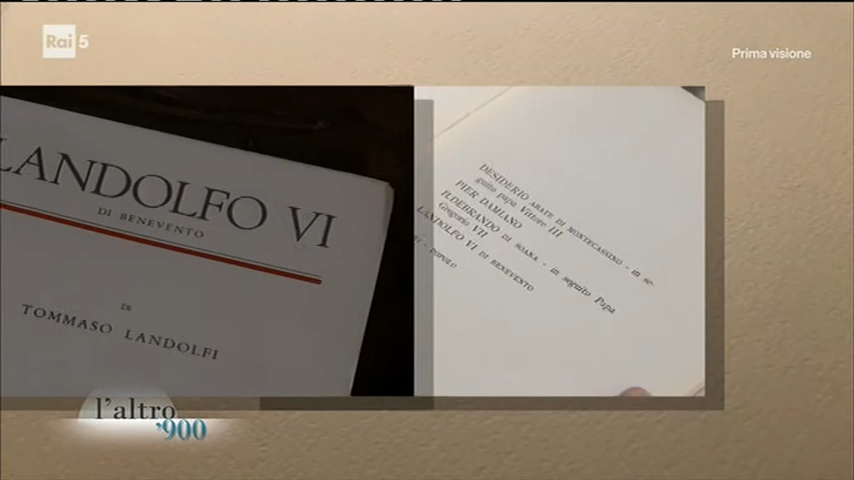 Rai 5
Prima visione
LANDOLFO VI
DI BENEVENTO
DI
TOMMASO LANDOLFI
DESIDERIO ABATE DI MONTECASSINO - in se-
guito papa Vittore III
PIER DAMIANO
ILDEBRANDO DI SOANA - in seguito Papa
Gregorio VII
LANDOLFO VI DI BENEVENTO
POPOLO
l'altro
'900